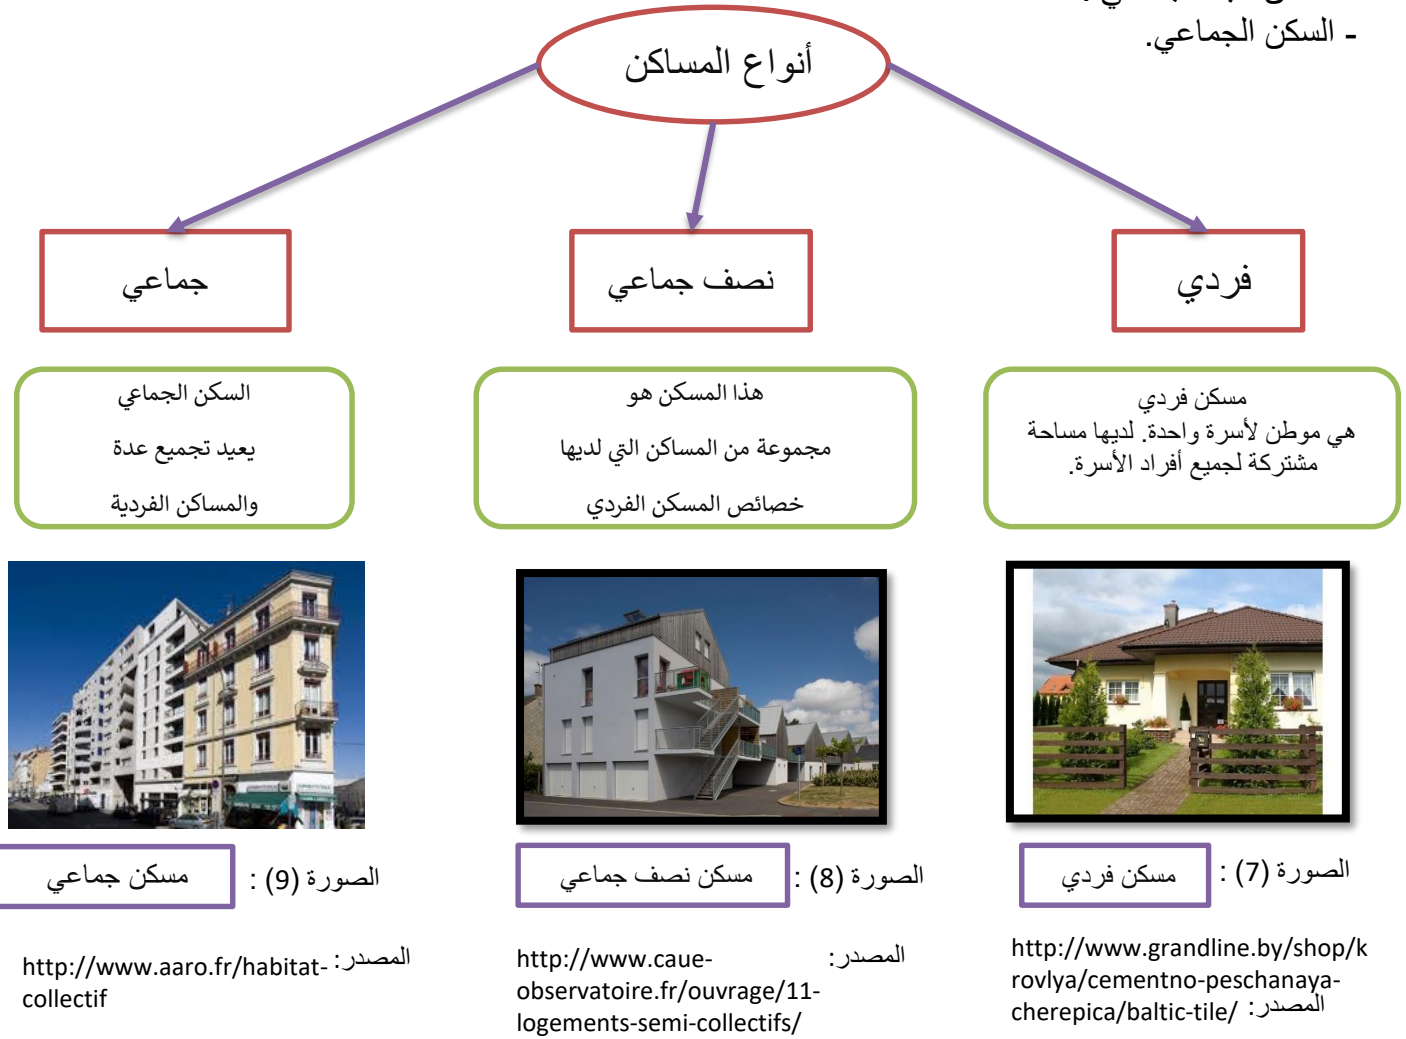 - السكن الجماعي.
أنواع المساكن
فردي
نصف جماعي
جماعي
مسكن فردي
هي موطن لأسرة واحدة. لديها مساحة
مشتركة لجميع أفراد الأسرة.
هذا المسكن هو
مجموعة من المساكن التي لديها
خصائص المسكن الفردي
السكن الجماعي
يعيد تجميع عدة
والمساكن الفردية
الصورة (7) : مسكن فردي
الصورة (8) : مسكن نصف جماعي
الصورة (9) : مسكن جماعي
http://www.grandline.by/shop/k
rovlya/cementno-peschanaya-
cherepica/baltic-tile/ المصدر:
المصدر: http://www.caue-
observatoire.fr/ouvrage/11-
logements-semi-collectifs/
المصدر: http://www.aaro.fr/habitat-
collectif